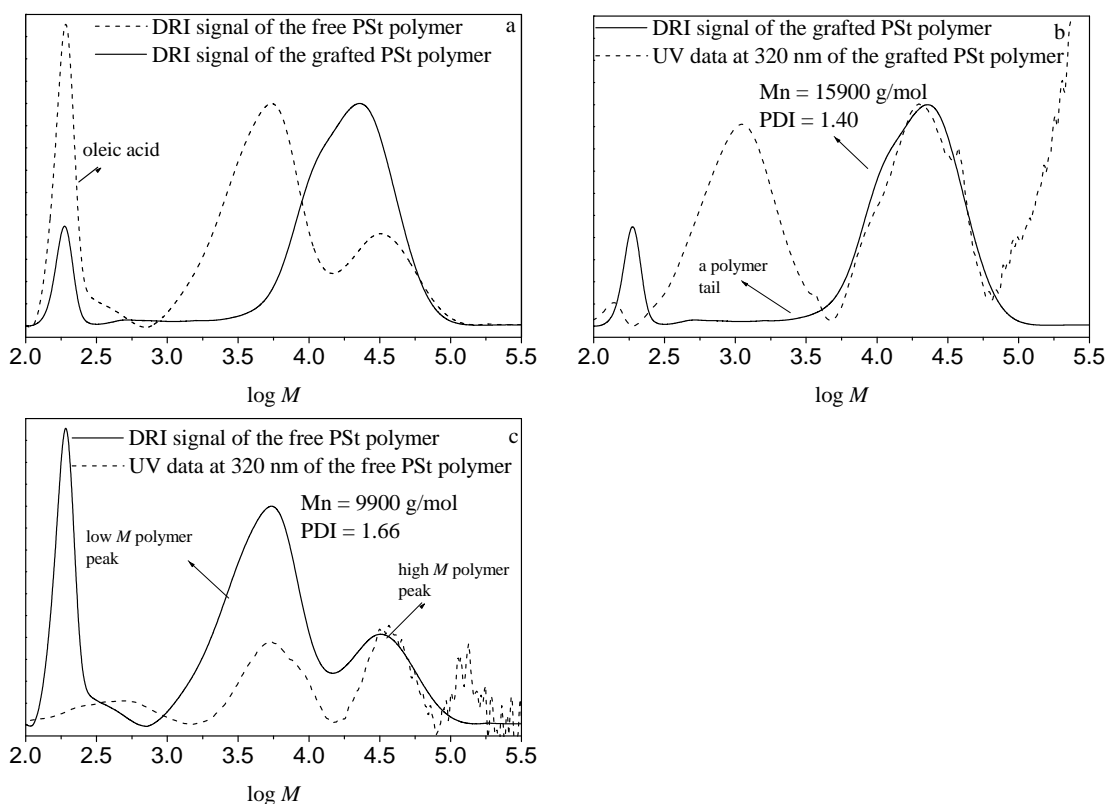 DRI signal of the free PSt polymer
DRI signal of the grafted PSt polymer
a
oleic acid
2.0 2.5 3.0 3.5 4.0 4.5 5.0 5.5
log M
DRI signal of the grafted PSt polymer
UV data at 320 nm of the grafted PSt polymer
b
Mn = 15900 g/mol
PDI = 1.40
a polymer
tail
2.0 2.5 3.0 3.5 4.0 4.5 5.0 5.5
log M
DRI signal of the free PSt polymer
UV data at 320 nm of the free PSt polymer
c
Mn = 9900 g/mol
PDI = 1.66
low M polymer
peak
high M polymer
peak
2.0 2.5 3.0 3.5 4.0 4.5 5.0 5.5
log M